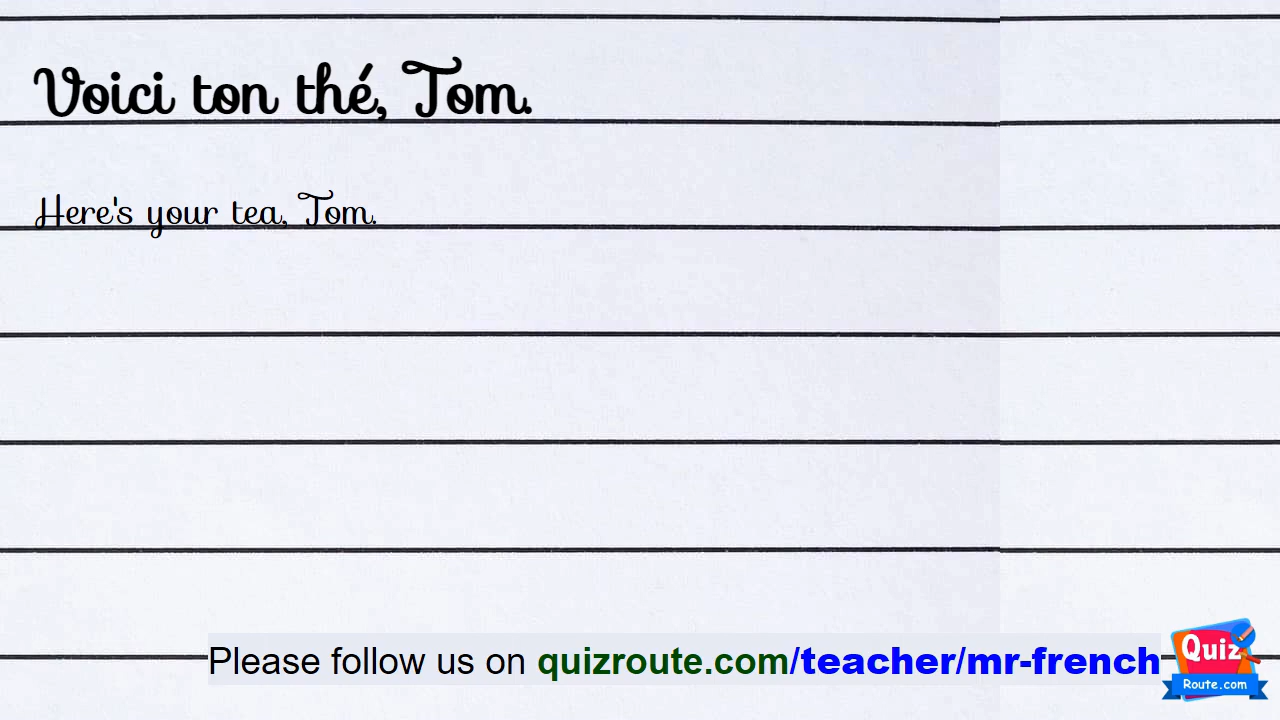 Voici ton thé, Tom.
Here's your tea, Tom.
Please follow us on quizroute.com/teacher/mr-french
Quiz
Route.com